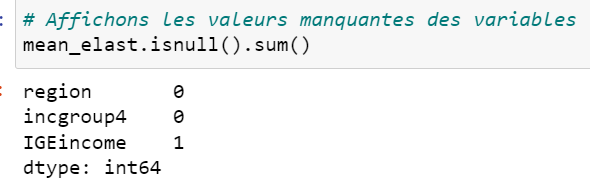 # Affichons les valeurs manquantes des variables
mean_elast.isnull().sum()
region 0
incgroup4 0
IGEincome 1
dtype: int64